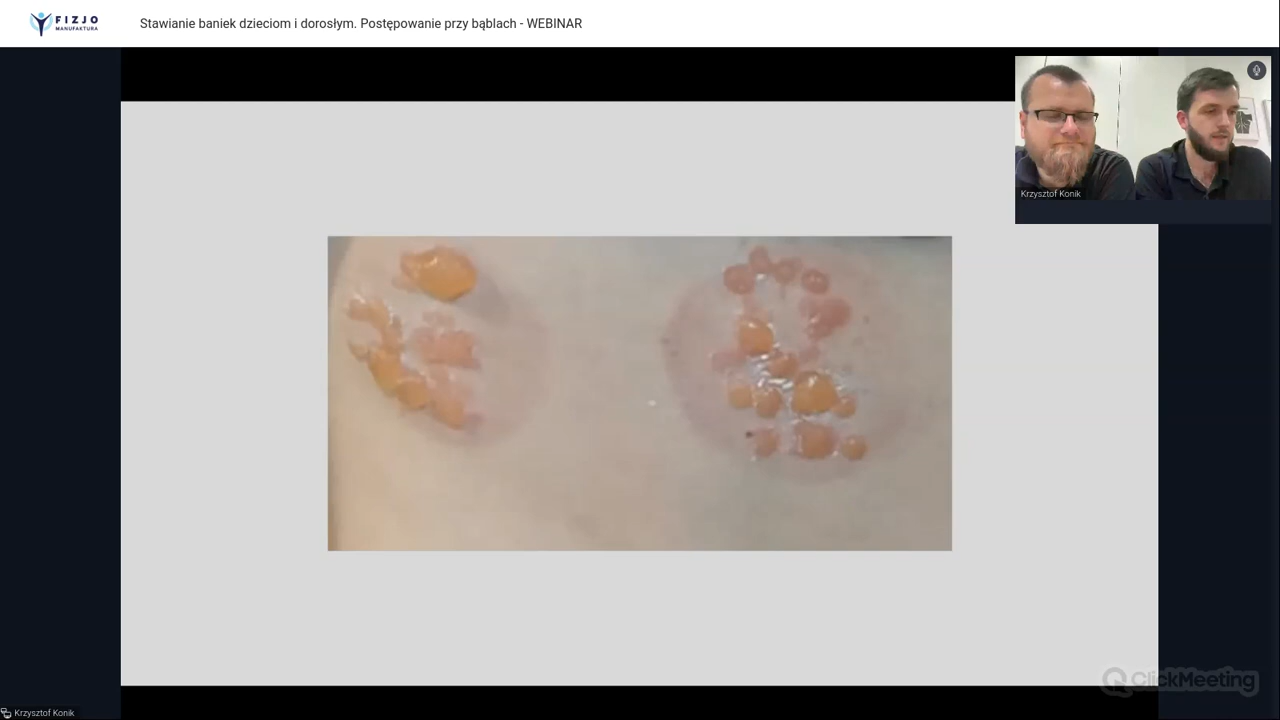 FIZJO
MANUFAKTURA
Stawianie baniek dzieciom i dorosłym. Postępowanie przy bąblach - WEBINAR
Krzysztof Konik
ClickMeeting
Krzysztof Konik